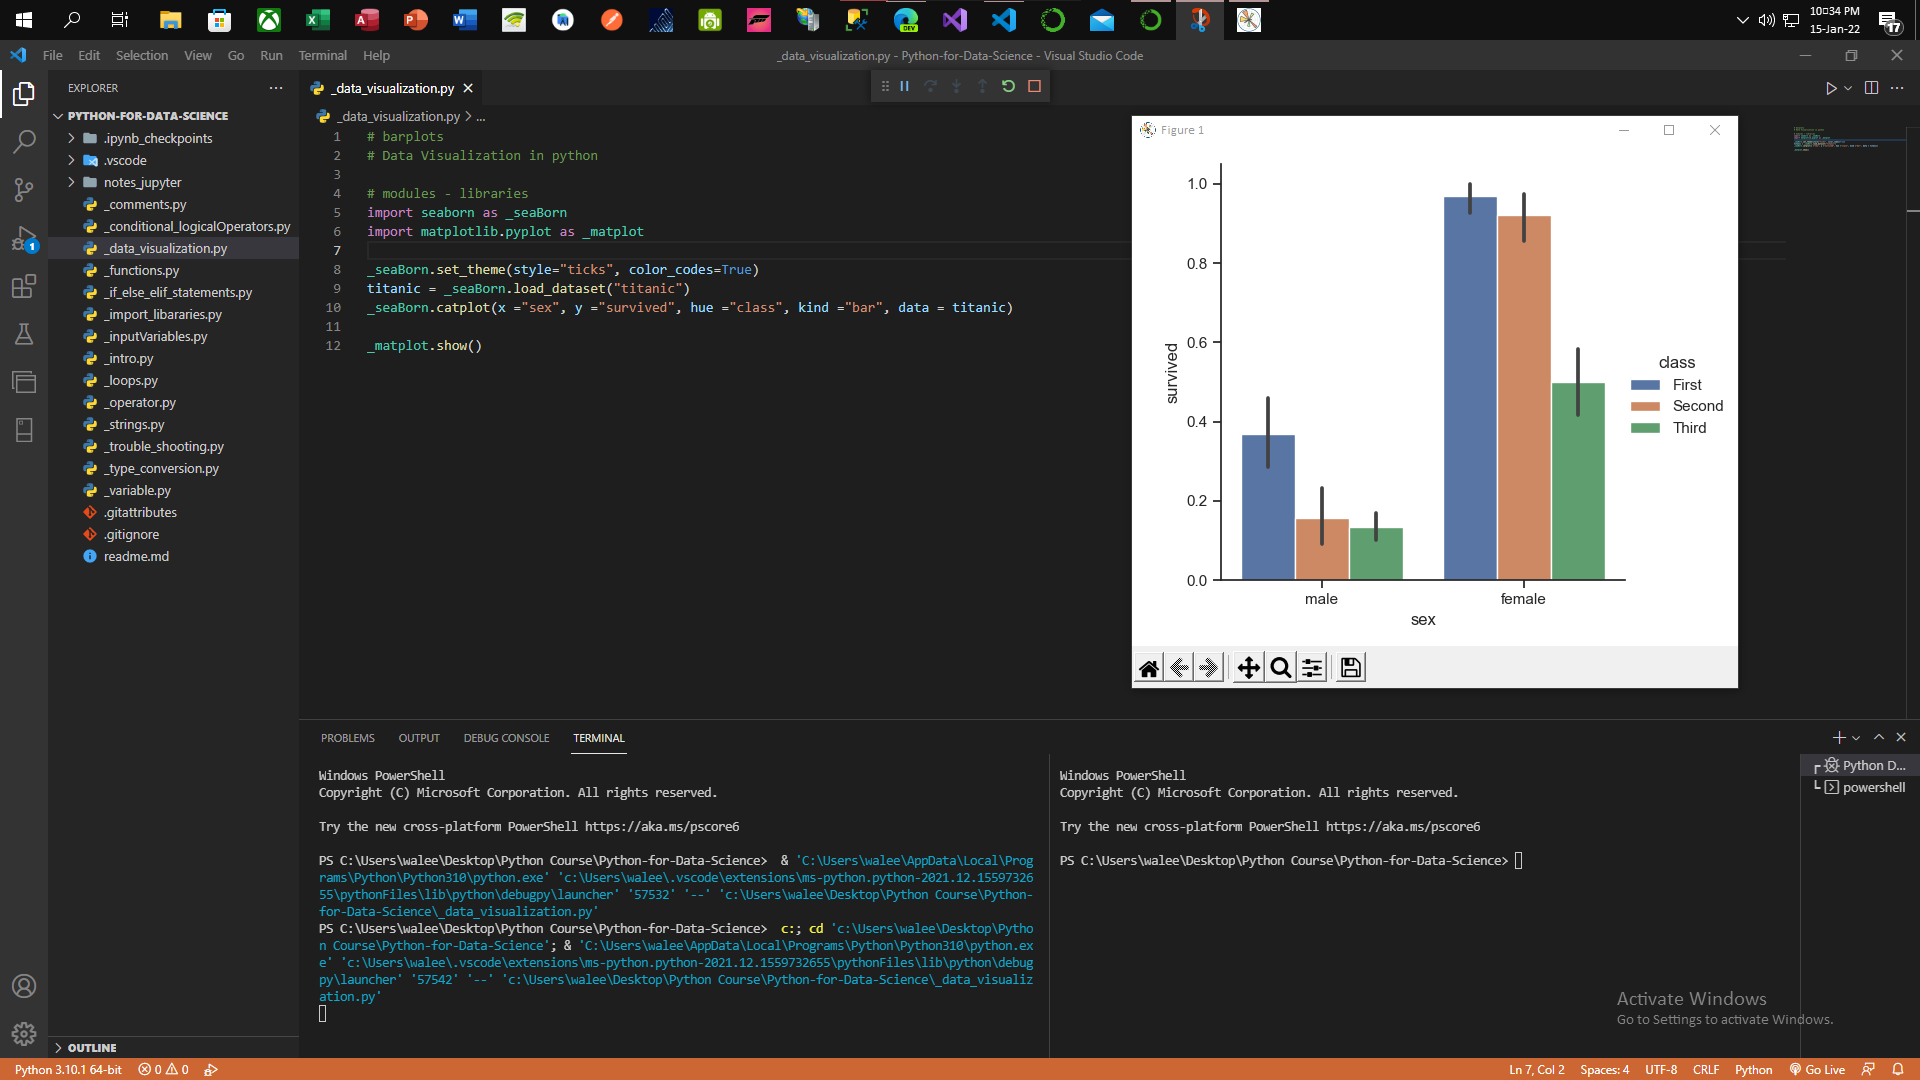 10:34 PM
15-Jan-22
17
File Edit Selection View Go Run Terminal Help
_data_visualization.py - Python-for-Data-Science - Visual Studio Code
EXPLORER
PYTHON-FOR-DATA-SCIENCE
.ipynb_checkpoints
.vscode
notes_jupyter
_comments.py
_conditional_logicalOperators.py
_data_visualization.py
_functions.py
_if_else_elif_statements.py
_import_libararies.py
_inputVariables.py
_intro.py
_loops.py
_operator.py
_strings.py
_trouble_shooting.py
_type_conversion.py
_variable.py
.gitattributes
.gitignore
readme.md
OUTLINE
1
_data_visualization.py
_data_visualization.py > ...
1 # barplots
2 # Data Visualization in python
3
4 # modules - libraries
5 import seaborn as _seaBorn
6 import matplotlib.pyplot as _matplot
7
8 _seaBorn.set_theme(style="ticks", color_codes=True)
9 titanic = _seaBorn.load_dataset("titanic")
10 _seaBorn.catplot(x ="sex", y ="survived", hue ="class", kind ="bar", data = titanic)
11
12 _matplot.show()
Figure 1
1.0
0.8
0.6
0.4
0.2
0.0
survived
male female
sex
class
First
Second
Third
PROBLEMS OUTPUT DEBUG CONSOLE TERMINAL
Windows PowerShell
Copyright (C) Microsoft Corporation. All rights reserved.
Try the new cross-platform PowerShell https://aka.ms/pscore6
PS C:\Users\walee\Desktop\Python Course\Python-for-Data-Science>  & 'C:\Users\walee\AppData\Local\Prog
rams\Python\Python310\python.exe' 'c:\Users\walee\.vscode\extensions\ms-python.python-2021.12.15597326
55\pythonFiles\lib\python\debugpy\launcher' '57532' '--' 'c:\Users\walee\Desktop\Python Course\Python-
for-Data-Science\_data_visualization.py'
PS C:\Users\walee\Desktop\Python Course\Python-for-Data-Science>  c:; cd 'c:\Users\walee\Desktop\Pytho
n Course\Python-for-Data-Science'; & 'C:\Users\walee\AppData\Local\Programs\Python\Python310\python.ex
e' 'c:\Users\walee\.vscode\extensions\ms-python.python-2021.12.1559732655\pythonFiles\lib\python\debug
py\launcher' '57542' '--' 'c:\Users\walee\Desktop\Python Course\Python-for-Data-Science\_data_visualiz
ation.py'
Windows PowerShell
Copyright (C) Microsoft Corporation. All rights reserved.
Try the new cross-platform PowerShell https://aka.ms/pscore6
PS C:\Users\walee\Desktop\Python Course\Python-for-Data-Science>
Python D...
powershell
Activate Windows
Go to Settings to activate Windows.
Python 3.10.1 64-bit 0 0
Ln 7, Col 2 Spaces: 4 UTF-8 CRLF Python Go Live